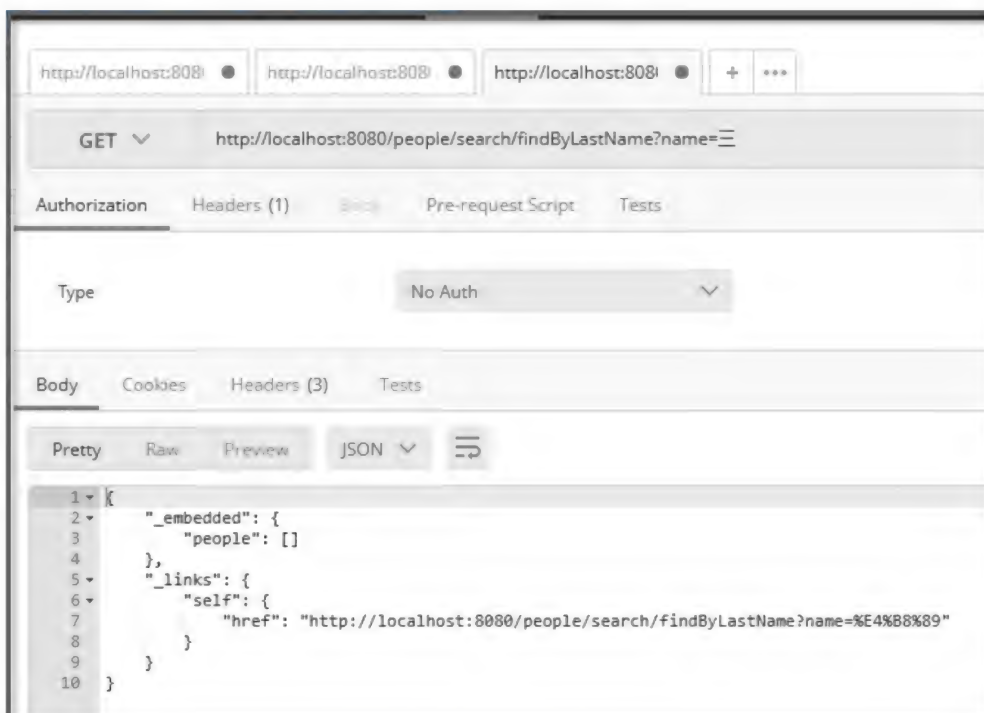 http://localhost:808 http://localhost:808 http://localhost:808 + •••
GET http://localhost:8080/people/search/findByLastName?name=三
Authorization Headers (1) Body Pre-request Script Tests
Type No Auth
Body Cookies Headers (3) Tests
Pretty Raw Preview JSON
1 {
2 "_embedded": {
3 "people": []
4 },
5 "_links": {
6 "self": {
7 "href": "http://localhost:8080/people/search/findByLastName?name=%E4%B8%89"
8 }
9 }
10 }